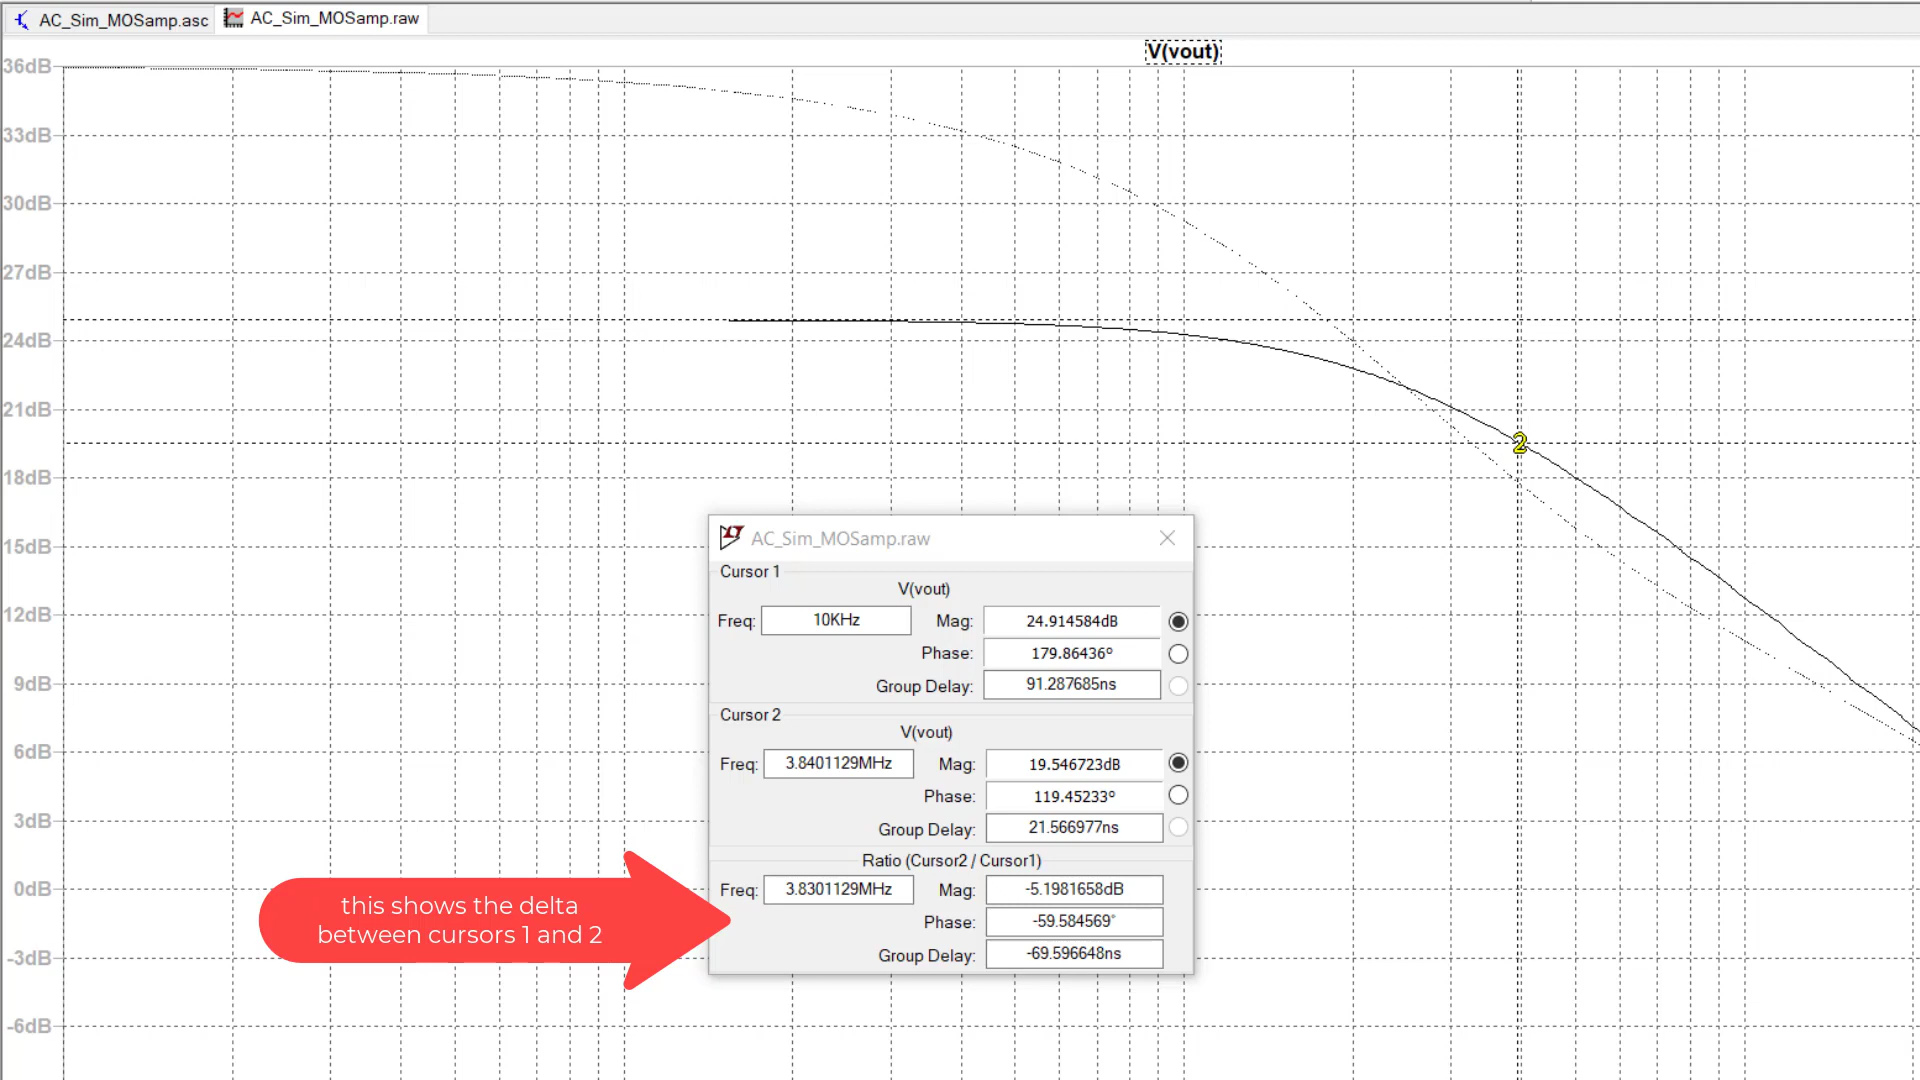 AC_Sim_MOSamp.asc
AC_Sim_MOSamp.raw
V(vout)
36dB
33dB
30dB
27dB
24dB
21dB
18dB
15dB
12dB
9dB
6dB
3dB
0dB
-3dB
-6dB
2
AC_Sim_MOSamp.raw
Cursor 1
V(vout)
Freq: 10KHz Mag: 24.914584dB
Phase: 179.86436º
Group Delay: 91.287685ns
Cursor 2
V(vout)
Freq: 3.8401129MHz Mag: 19.546723dB
Phase: 119.45233º
Group Delay: 21.566977ns
Ratio (Cursor2 / Cursor1)
Freq: 3.8301129MHz Mag: -5.1981658dB
Phase: -59.584569°
Group Delay: -69.596648ns
this shows the delta
between cursors 1 and 2